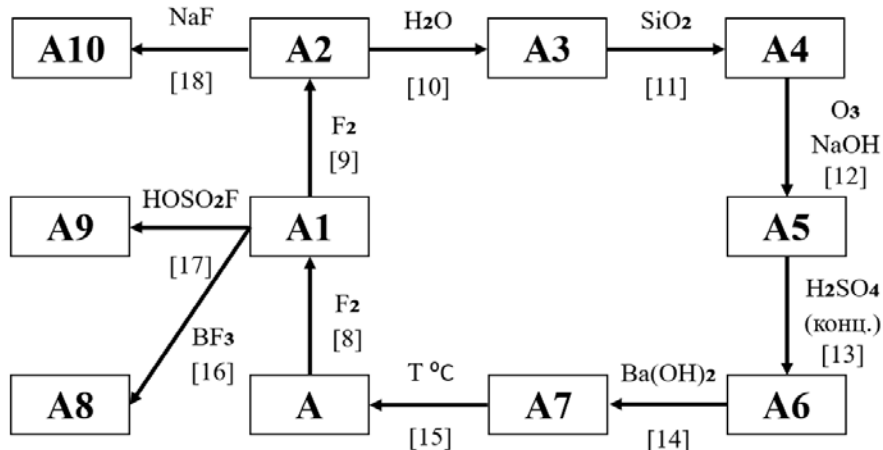 NaF
H₂O
SiO₂
A10
A2
A3
A4
[18]
[10]
[11]
F₂
[9]
O₃
NaOH
[12]
HOSO₂F
A9
A1
A5
[17]
F₂
[8]
H₂SO₄
(конц.)
[13]
BF₃
[16]
T ⁰C
Ba(OH)₂
A8
A
A7
A6
[15]
[14]